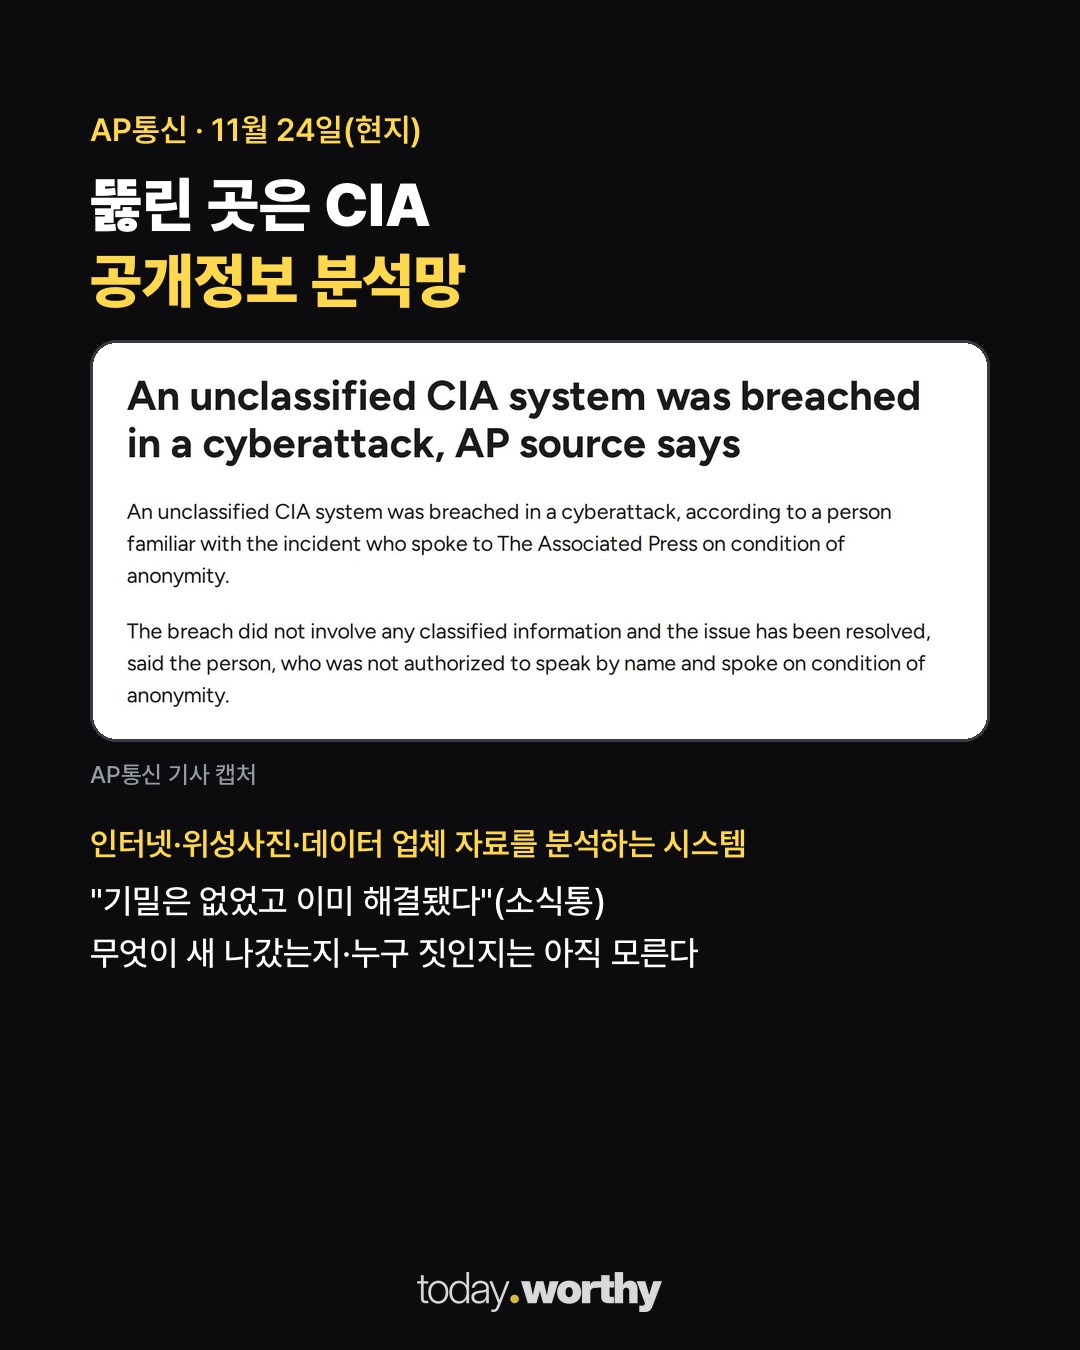 AP통신 · 11월 24일(현지)
뚫린 곳은 CIA
공개정보 분석망
An unclassified CIA system was breached
in a cyberattack, AP source says
An unclassified CIA system was breached in a cyberattack, according to a person
familiar with the incident who spoke to The Associated Press on condition of
anonymity.
The breach did not involve any classified information and the issue has been resolved,
said the person, who was not authorized to speak by name and spoke on condition of
anonymity.
AP통신 기사 캡처
인터넷·위성사진·데이터 업체 자료를 분석하는 시스템
"기밀은 없었고 이미 해결됐다"(소식통)
무엇이 새 나갔는지·누구 짓인지는 아직 모른다
today.worthy